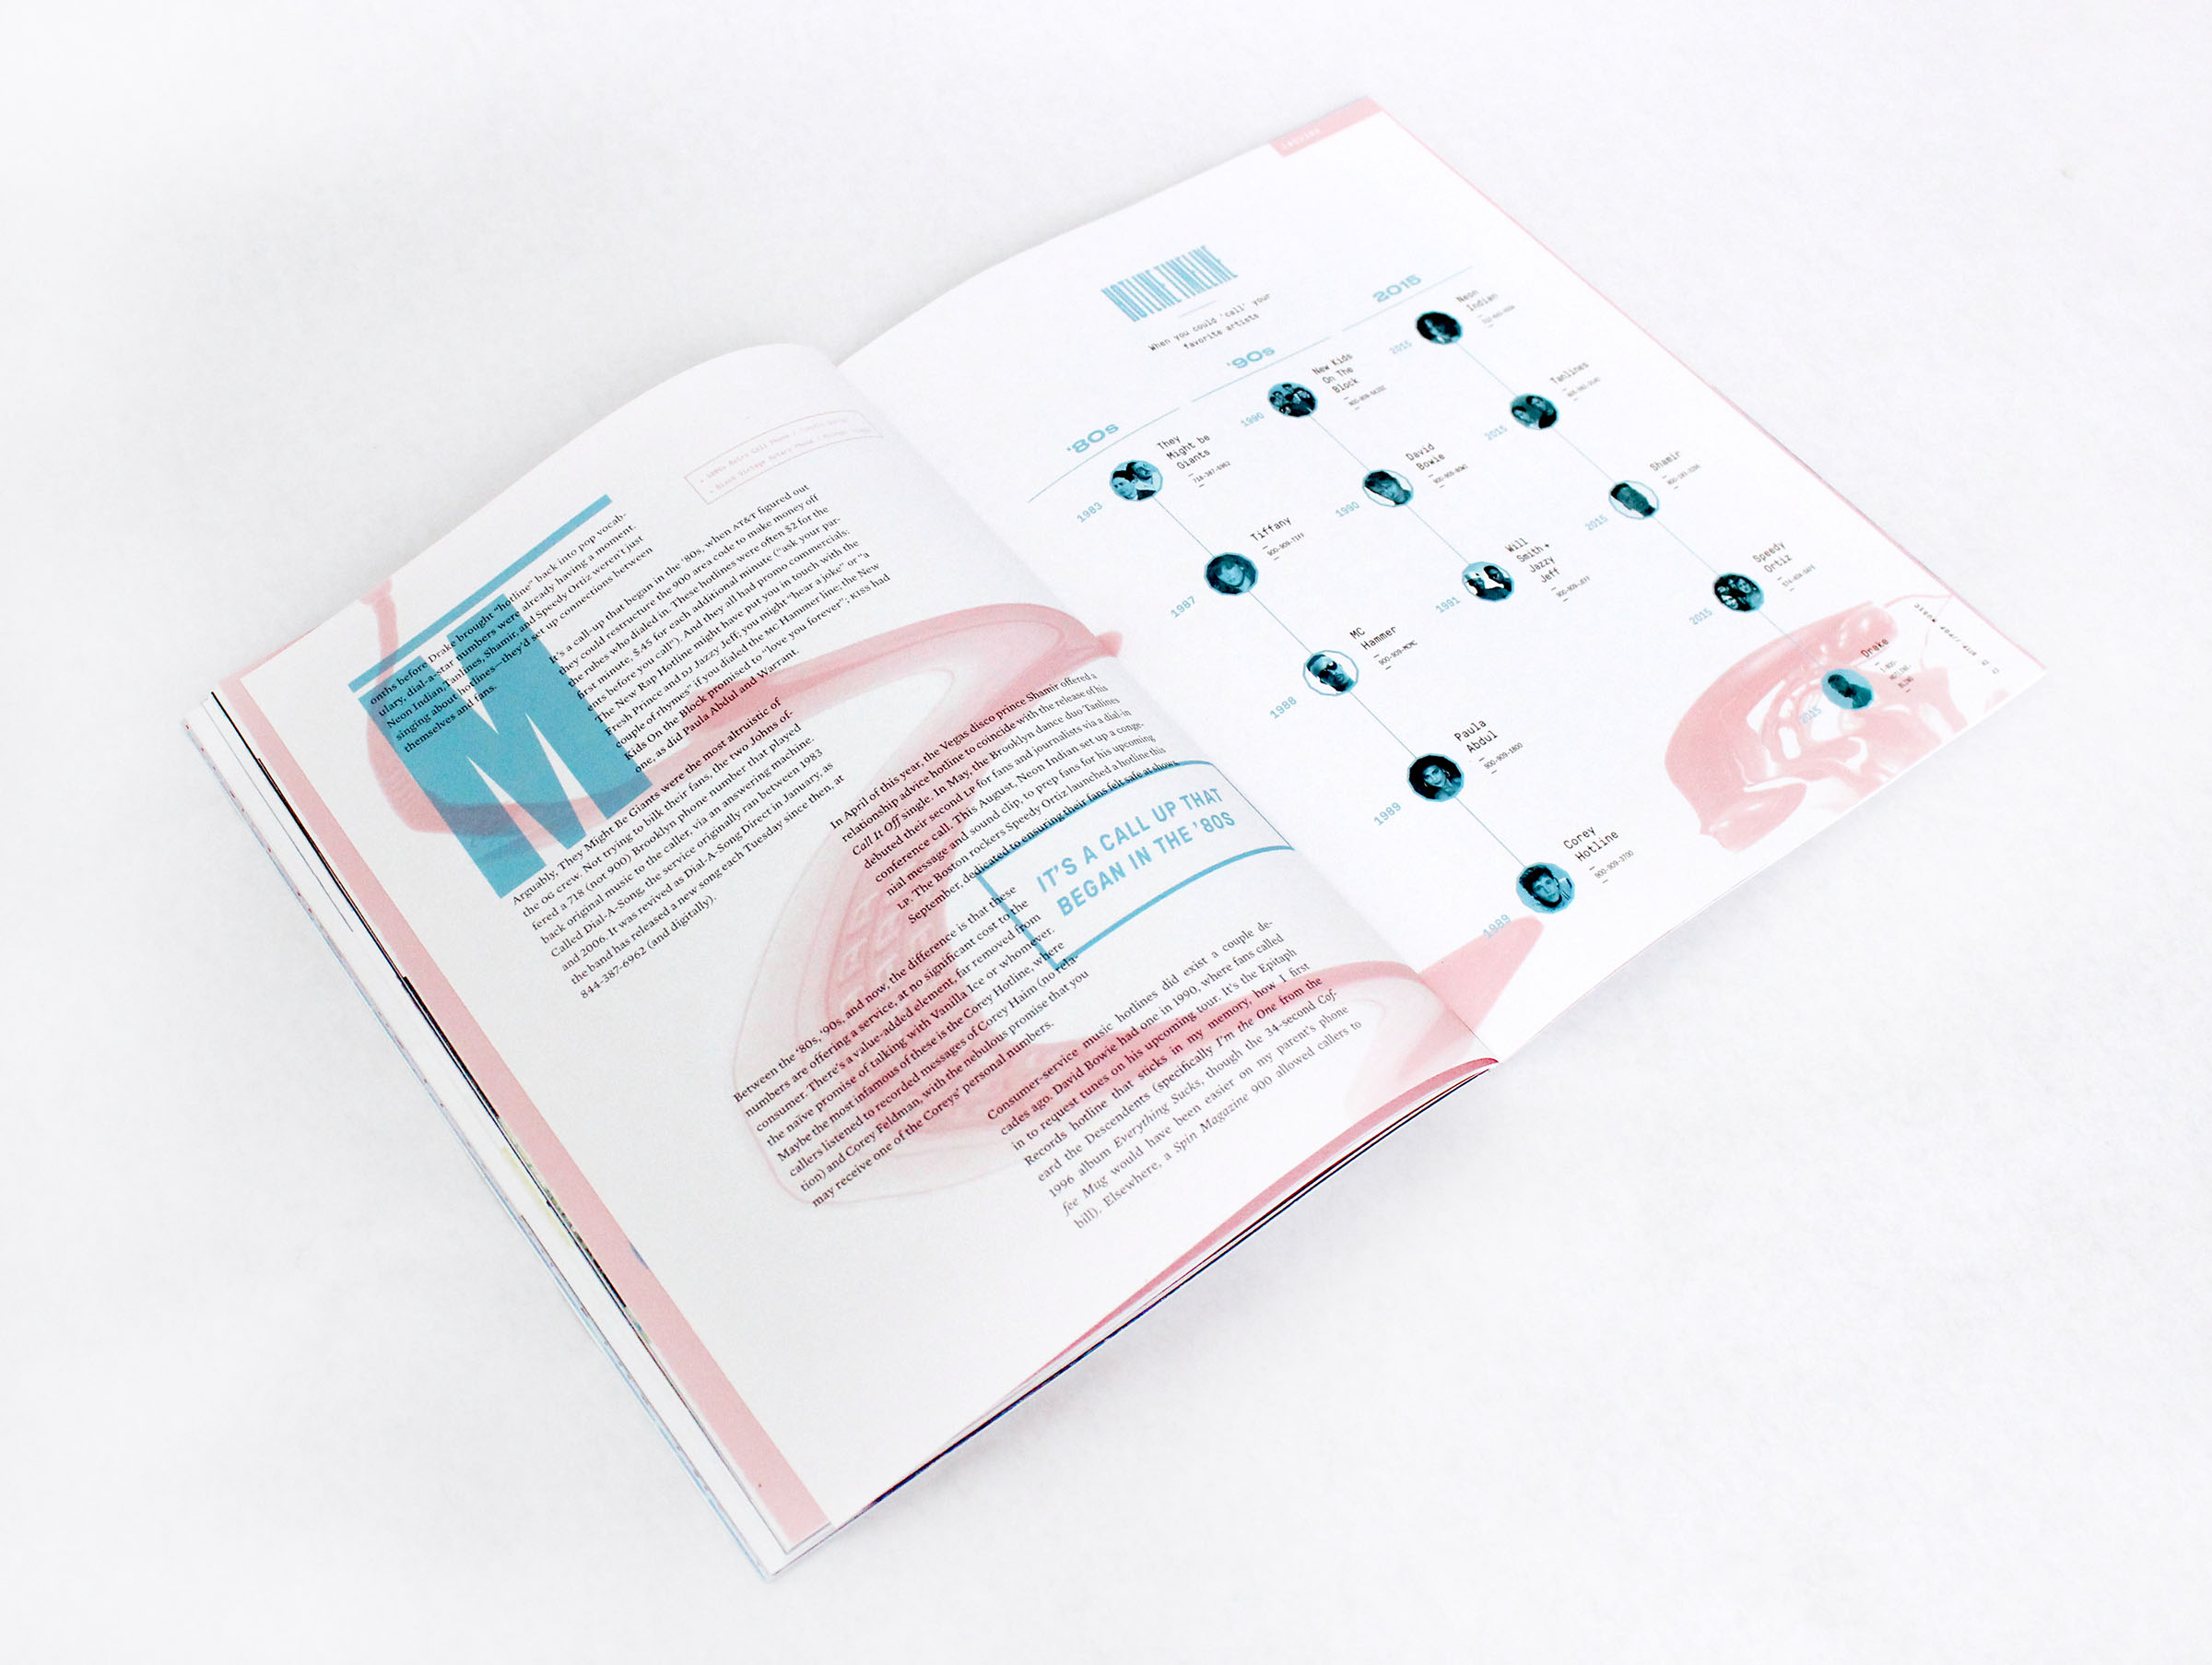 onths before Drake brought "hotline" back into pop vocab-
ulary, dial-a-star numbers were already having a moment.
Neon Indian, Tanlines, Shamir, and Speedy Ortiz weren't just
singing about hotlines—they'd set up connections between
themselves and fans.
M
It's a call-up that began in the '80s, when AT&T figured out
they could restructure the 900 area code to make money off
the rubes who dialed in. These hotlines were often $2 for the
first minute, $.45 for each additional minute ("ask your par-
ents before you call"). And they all had promo commercials:
The New Rap Hotline might have put you in touch with the
Fresh Prince and DJ Jazzy Jeff; you might "hear a joke" or "a
couple of rhymes" if you dialed the MC Hammer line; the New
Kids On the Block promised to "love you forever"; KISS had
one, as did Paula Abdul and Warrant.
Arguably, They Might Be Giants were the most altruistic of
the OG crew. Not trying to bilk their fans, the two Johns of-
fered a 718 (not 900) Brooklyn phone number that played
back original music to the caller, via an answering machine.
Called Dial-A-Song, the service originally ran between 1983
and 2006. It was revived as Dial-A-Song Direct in January, as
the band has released a new song each Tuesday since then, at
844-387-6962 (and digitally).
In April of this year, the Vegas disco prince Shamir offered a
relationship advice hotline to coincide with the release of his
Call It Off single. In May, the Brooklyn dance duo Tanlines
debuted their second LP for fans and journalists via a dial-in
conference call. This August, Neon Indian set up a conge-
nial message and sound clip, to prep fans for his upcoming
LP. The Boston rockers Speedy Ortiz launched a hotline this
September, dedicated to ensuring their fans felt safe at shows.
IT'S A CALL UP THAT
BEGAN IN THE '80S
Between the '80s, '90s, and now, the difference is that these
numbers are offering a service, at no significant cost to the
consumer. There's a value-added element, far removed from
the naïve promise of talking with Vanilla Ice or whomever.
Maybe the most infamous of these is the Corey Hotline, where
callers listened to recorded messages of Corey Haim (no rela-
tion) and Corey Feldman, with the nebulous promise that you
may receive one of the Coreys' personal numbers.
Consumer-service music hotlines did exist a couple de-
cades ago. David Bowie had one in 1990, where fans called
in to request tunes on his upcoming tour. It's the Epitaph
Records hotline that sticks in my memory, how I first
eard the Descendents (specifically I'm the One from the
1996 album Everything Sucks, though the 34-second Cof-
fee Mug would have been easier on my parent's phone
bill). Elsewhere, a Spin Magazine 900 allowed callers to
HOTLINE TIMELINE
When you could 'call' your
favorite artists
'80s
1983
They
Might be
Giants
718-387-6962
1987
Tiffany
900-909-TIFF
1988
MC
Hammer
900-909-MCMC
1989
Paula
Abdul
900-909-1800
1989
Corey
Hotline
900-909-3700
'90s
1990
New Kids
On The
Block
1990
David
Bowie
1991
Will
Smith +
Jazzy
Jeff
900-909-JEFF
2015
2015
Neon
Indian
2015
Tanlines
2015
Shamir
2015
Speedy
Ortiz
2015
Drake